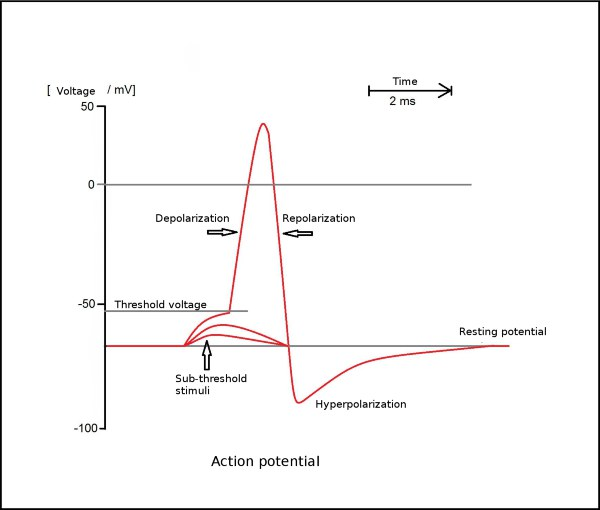 [ Voltage / mV]
Time
2 ms
50
0
Depolarization
Repolarization
-50
Threshold voltage
Resting potential
Sub-threshold
stimuli
Hyperpolarization
-100
Action potential